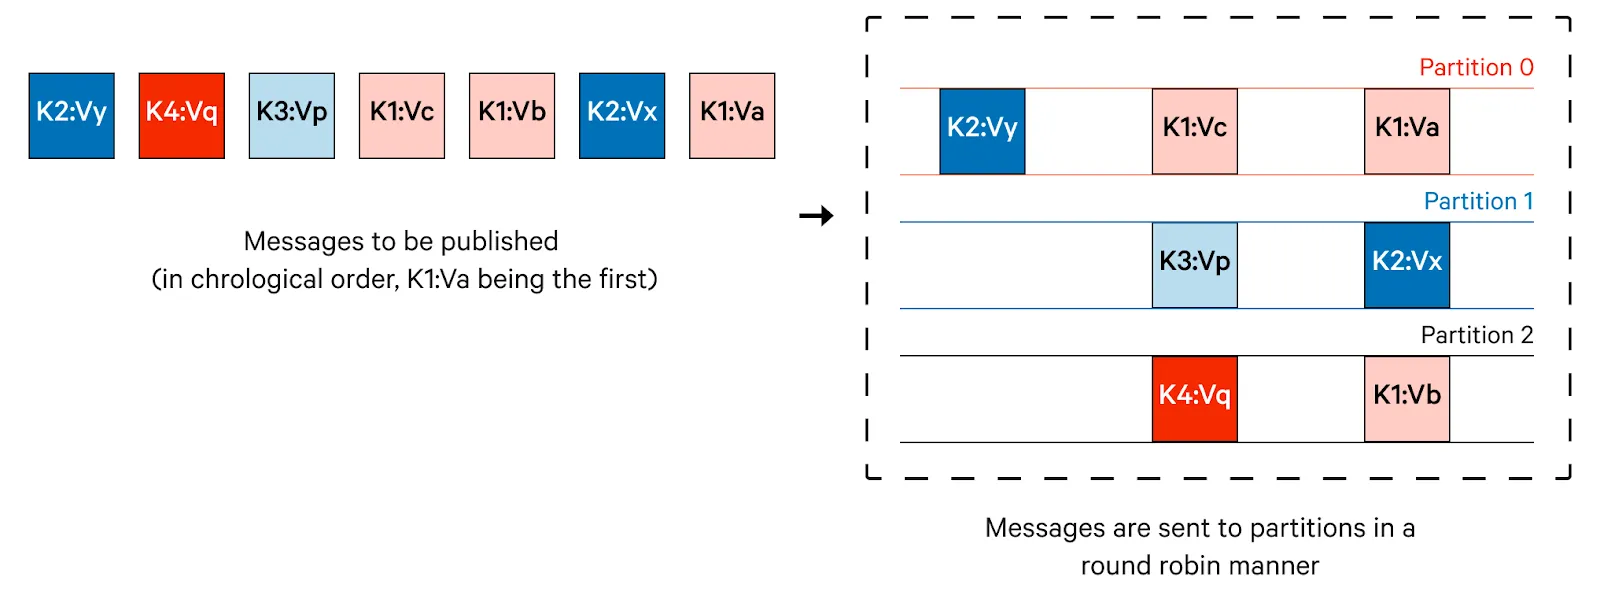 K2:Vy K4:Vq K3:Vp K1:Vc K1:Vb K2:Vx K1:Va
Messages to be published
(in chrological order, K1:Va being the first)
Partition 0
K2:Vy K1:Vc K1:Va
Partition 1
K3:Vp K2:Vx
Partition 2
K4:Vq K1:Vb
Messages are sent to partitions in a
round robin manner